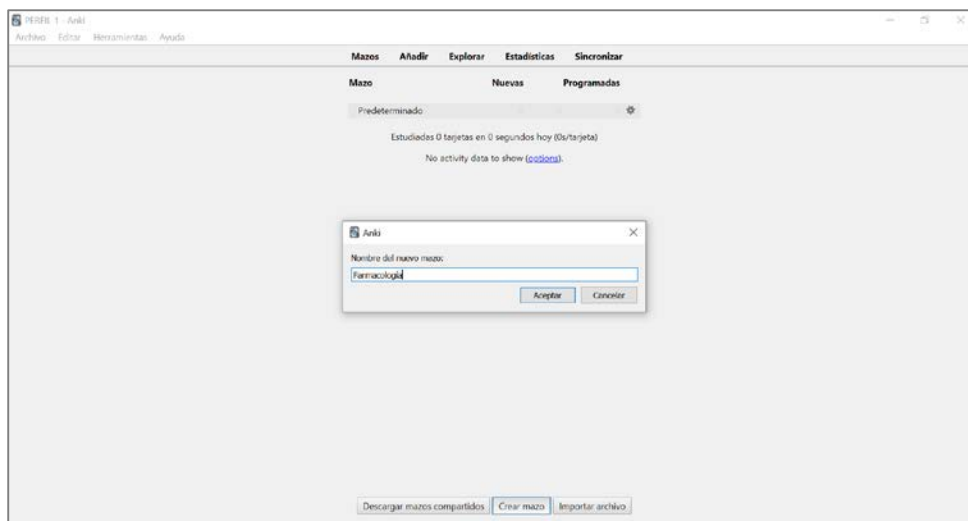 PERFIL 1 - Anki
Archivo Editar Herramientas Ayuda
Mazos Añadir Explorar Estadísticas Sincronizar
Mazo Nuevas Programadas
Predeterminado
Estudiadas 0 tarjetas en 0 segundos hoy (0s/tarjeta)
No activity data to show (options).
Anki
Nombre del nuevo mazo:
Farmacología
Aceptar Cancelar
Descargar mazos compartidos Crear mazo Importar archivo